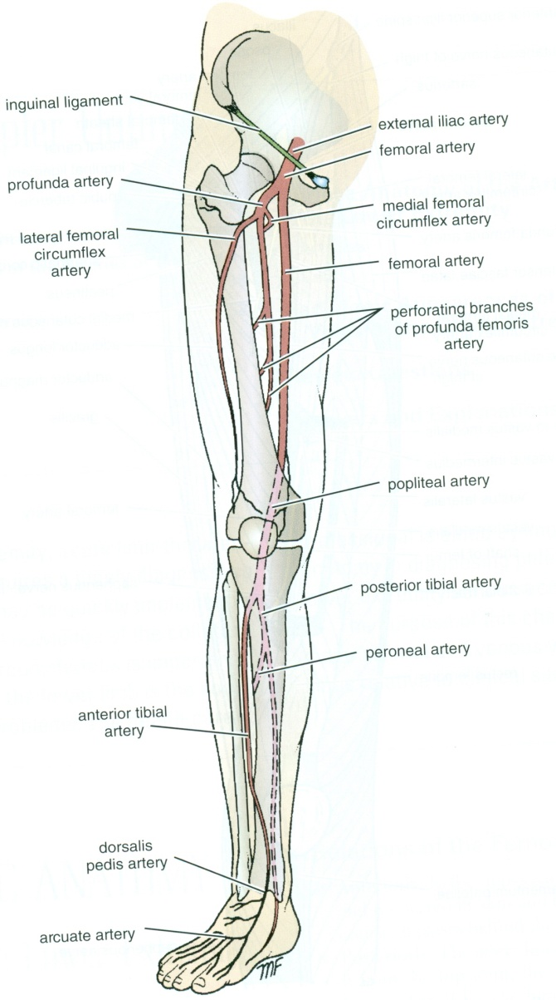 inguinal ligament
external iliac artery
femoral artery
profunda artery
medial femoral
circumflex artery
lateral femoral
circumflex
artery
femoral artery
perforating branches
of profunda femoris
artery
popliteal artery
posterior tibial artery
peroneal artery
anterior tibial
artery
dorsalis
pedis artery
arcuate artery
MF